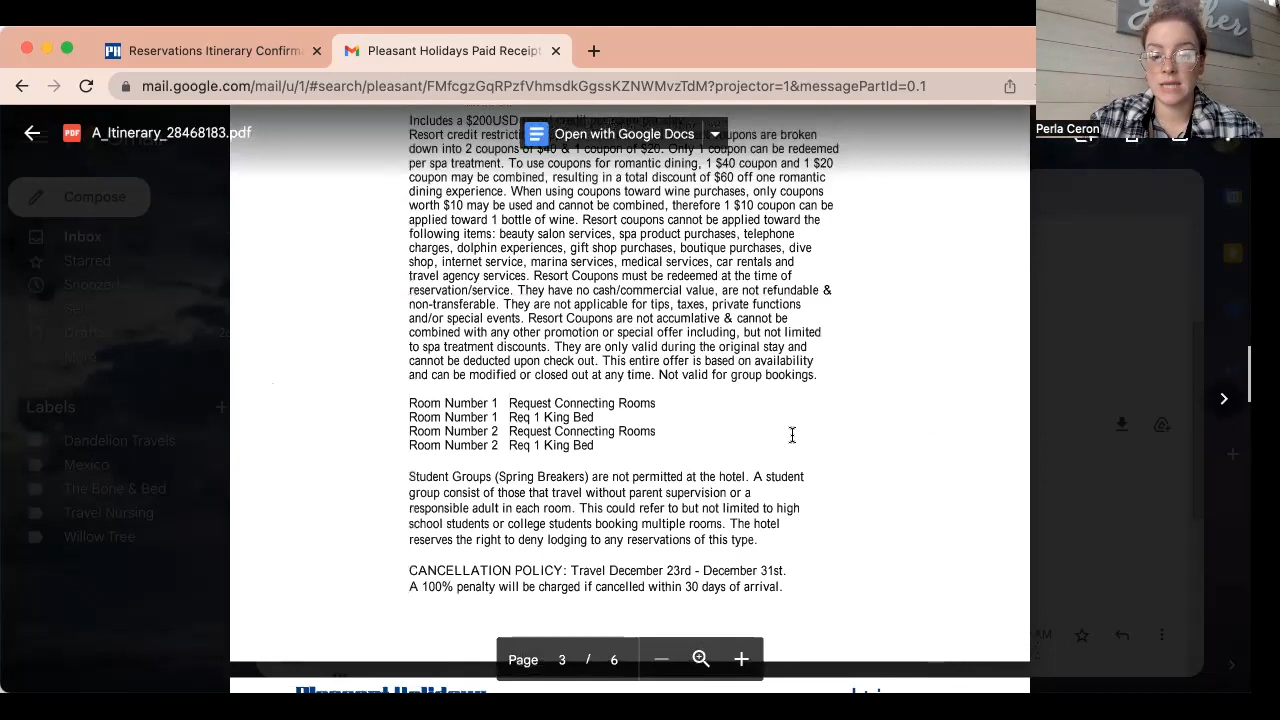 Gather
Reservations Itinerary Confirma
Pleasant Holidays Paid Receipt
mail.google.com/mail/u/1/#search/pleasant/FMfcgzGqRPzfVhmsdkGgssKZNWMvzTdM?projector=1&messagePartId=0.1
Perla Ceron
A_Itinerary_28468183.pdf
Open with Google Docs
Includes a $200USD
Resort credit restricti upons are broken
down into 2 coupons of $40 & 1 coupon of $20. Only 1 coupon can be redeemed
per spa treatment. To use coupons for romantic dining, 1 $40 coupon and 1 $20
coupon may be combined, resulting in a total discount of $60 off one romantic
dining experience. When using coupons toward wine purchases, only coupons
worth $10 may be used and cannot be combined, therefore 1 $10 coupon can be
applied toward 1 bottle of wine. Resort coupons cannot be applied toward the
following items: beauty salon services, spa product purchases, telephone
charges, dolphin experiences, gift shop purchases, boutique purchases, dive
shop, internet service, marina services, medical services, car rentals and
travel agency services. Resort Coupons must be redeemed at the time of
reservation/service. They have no cash/commercial value, are not refundable &
non-transferable. They are not applicable for tips, taxes, private functions
and/or special events. Resort Coupons are not accumlative & cannot be
combined with any other promotion or special offer including, but not limited
to spa treatment discounts. They are only valid during the original stay and
cannot be deducted upon check out. This entire offer is based on availability
and can be modified or closed out at any time. Not valid for group bookings.
Room Number 1 Request Connecting Rooms
Room Number 1 Req 1 King Bed
Room Number 2 Request Connecting Rooms
Room Number 2 Req 1 King Bed
Student Groups (Spring Breakers) are not permitted at the hotel. A student
group consist of those that travel without parent supervision or a
responsible adult in each room. This could refer to but not limited to high
school students or college students booking multiple rooms. The hotel
reserves the right to deny lodging to any reservations of this type.
CANCELLATION POLICY: Travel December 23rd - December 31st.
A 100% penalty will be charged if cancelled within 30 days of arrival.
Page 3 / 6
Pleasant Holidays
Compose
Inbox
Starred
Snoozed
Labels
Dandelion Travels
Mexico
The Bone & Bed
Travel Nursing
Willow Tree
AM